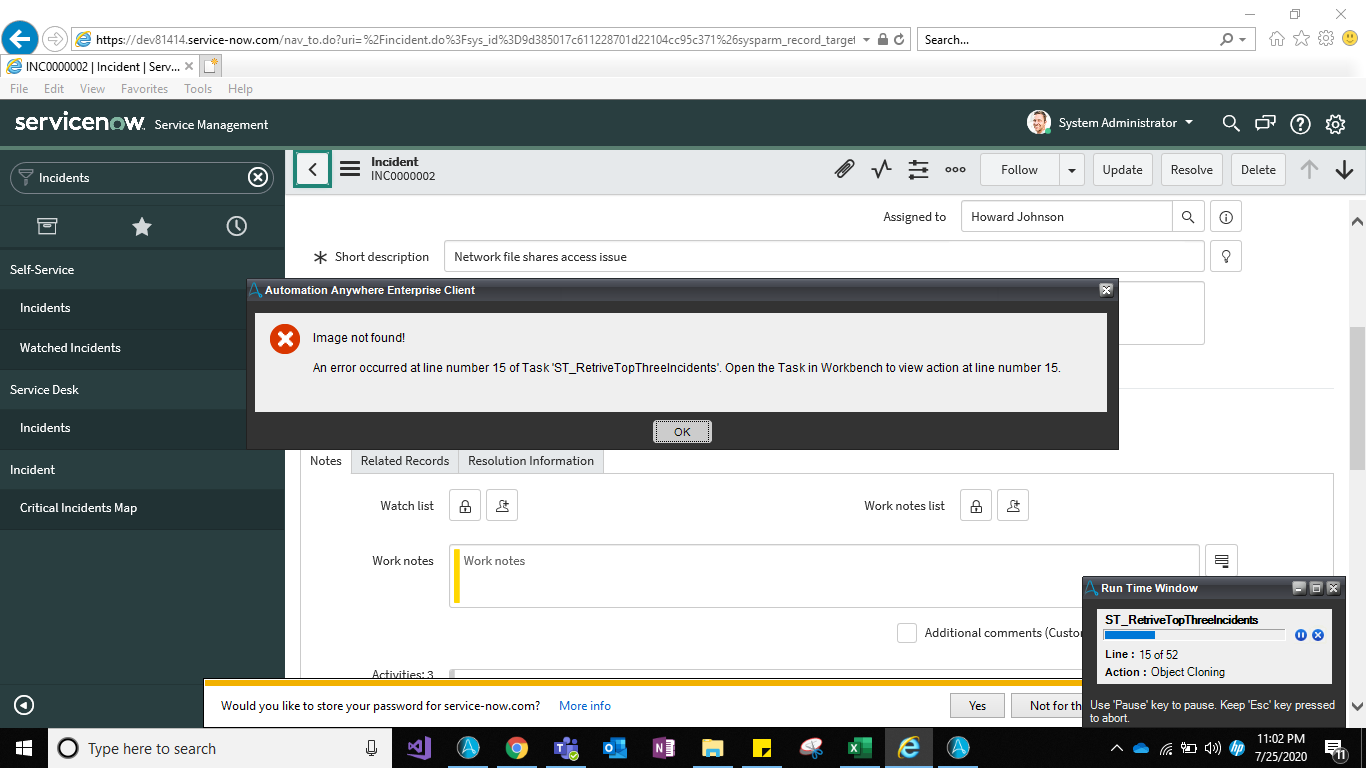 https://dev81414.service-now.com/nav_to.do?uri=%2Fincident.do%3Fsys_id%3D9d385017c611228701d22104cc95c371%26sysparm_record_target
Search...
INC0000002 | Incident | Serv...
File Edit View Favorites Tools Help
servicenow Service Management
System Administrator
Incidents
Incident
INC0000002
Follow
Update
Resolve
Delete
Assigned to
Howard Johnson
Self-Service
Short description
Network file shares access issue
Automation Anywhere Enterprise Client
Incidents
Image not found!
Watched Incidents
An error occurred at line number 15 of Task 'ST_RetriveTopThreeIncidents'. Open the Task in Workbench to view action at line number 15.
Service Desk
Incidents
OK
Notes
Related Records
Resolution Information
Incident
Critical Incidents Map
Watch list
Work notes list
Work notes
Work notes
Run Time Window
ST_RetriveTopThreeIncidents
Additional comments (Custo
Line : 15 of 52
Action : Object Cloning
Activities: 3
Would you like to store your password for service-now.com?
More info
Yes
Not for th
Use 'Pause' key to pause. Keep 'Esc' key pressed
to abort.
Type here to search
11:02 PM
7/25/2020
11